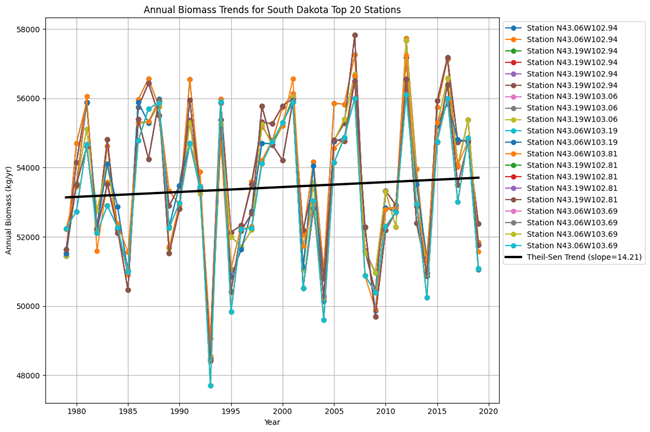 Annual Biomass Trends for South Dakota Top 20 Stations
Annual Biomass (kg/yr)
58000
56000
54000
52000
50000
48000
1980
1985
1990
1995
2000
2005
2010
2015
2020
Year
Station N43.06W102.94
Station N43.06W102.94
Station N43.19W102.94
Station N43.19W102.94
Station N43.19W102.94
Station N43.19W102.94
Station N43.19W103.06
Station N43.19W103.06
Station N43.19W103.06
Station N43.06W103.19
Station N43.06W103.19
Station N43.06W103.81
Station N43.19W102.81
Station N43.19W102.81
Station N43.19W102.81
Station N43.19W102.81
Station N43.06W103.69
Station N43.06W103.69
Station N43.06W103.69
Station N43.06W103.69
Theil-Sen Trend (slope=14.21)